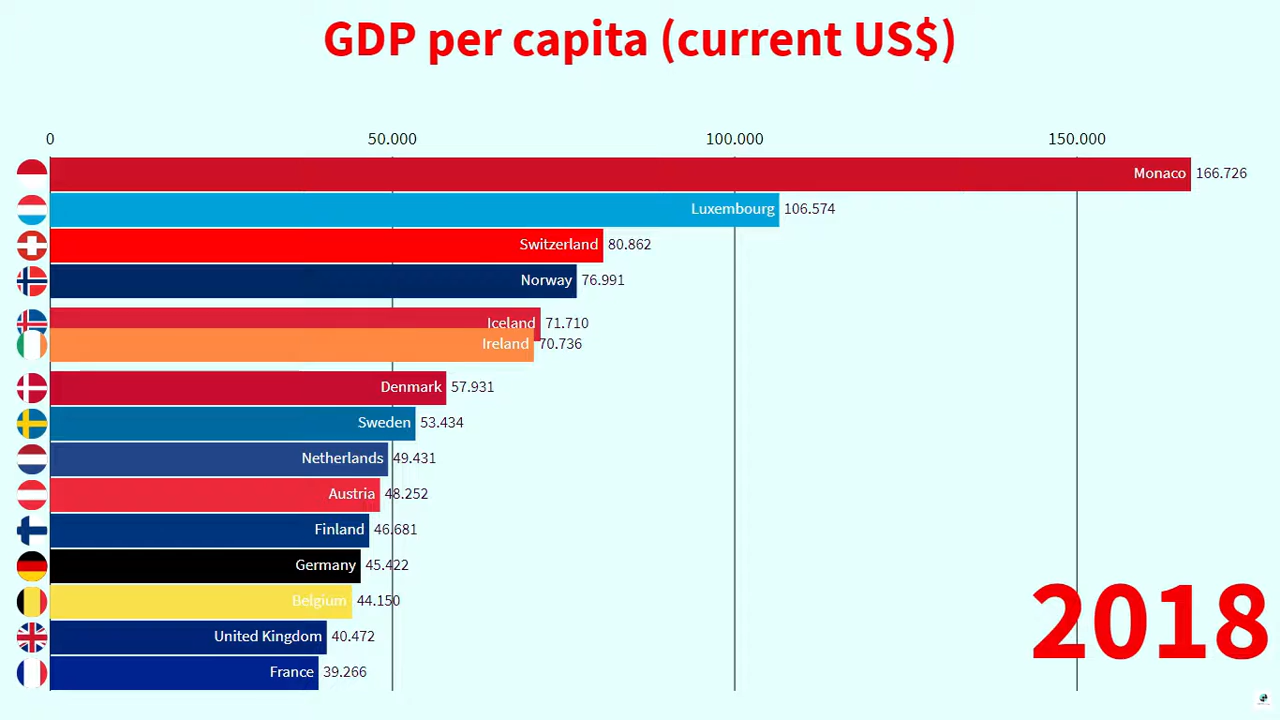 GDP per capita (current US$)
0 50.000 100.000 150.000
Monaco 166.726
Luxembourg 106.574
Switzerland 80.862
Norway 76.991
Iceland 71.710
Ireland 70.736
Denmark 57.931
Sweden 53.434
Netherlands 49.431
Austria 48.252
Finland 46.681
Germany 45.422
Belgium 44.150
United Kingdom 40.472
France 39.266
2018